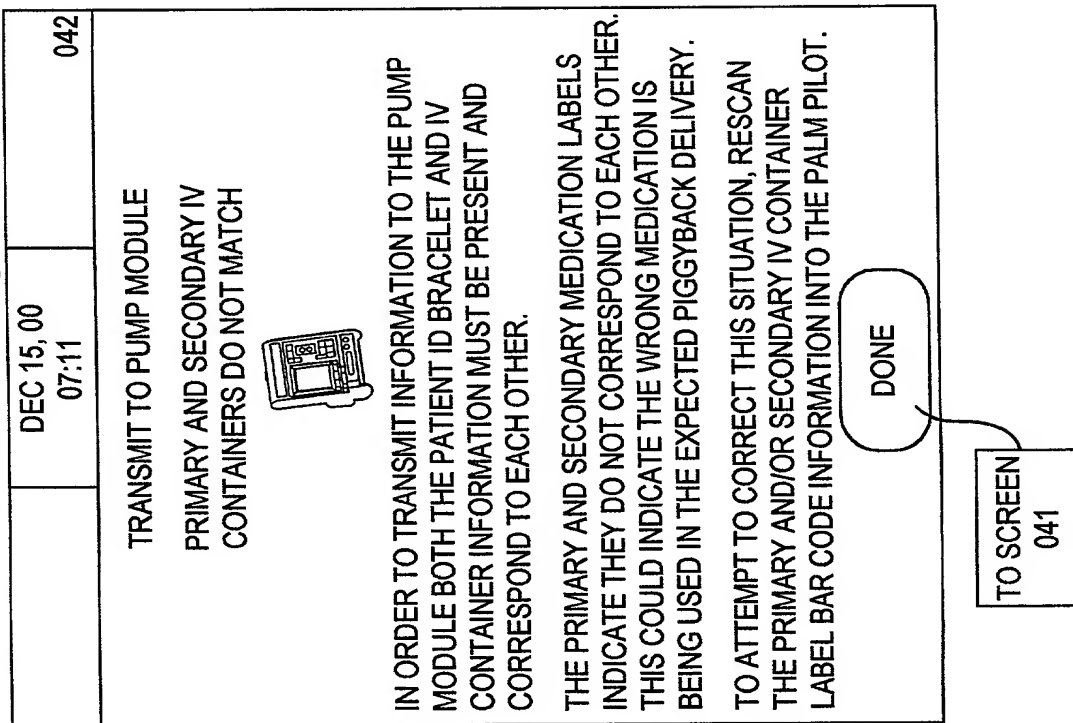 DEC 15, 00
07:11
042
TRANSMIT TO PUMP MODULE
PRIMARY AND SECONDARY IV
CONTAINERS DO NOT MATCH
IN ORDER TO TRANSMIT INFORMATION TO THE PUMP
MODULE BOTH THE PATIENT ID BRACELET AND IV
CONTAINER INFORMATION MUST BE PRESENT AND
CORRESPOND TO EACH OTHER.
THE PRIMARY AND SECONDARY MEDICATION LABELS
INDICATE THEY DO NOT CORRESPOND TO EACH OTHER.
THIS COULD INDICATE THE WRONG MEDICATION IS
BEING USED IN THE EXPECTED PIGGYBACK DELIVERY.
TO ATTEMPT TO CORRECT THIS SITUATION, RESCAN
THE PRIMARY AND/OR SECONDARY IV CONTAINER
LABEL BAR CODE INFORMATION INTO THE PALM PILOT.
DONE
TO SCREEN
041